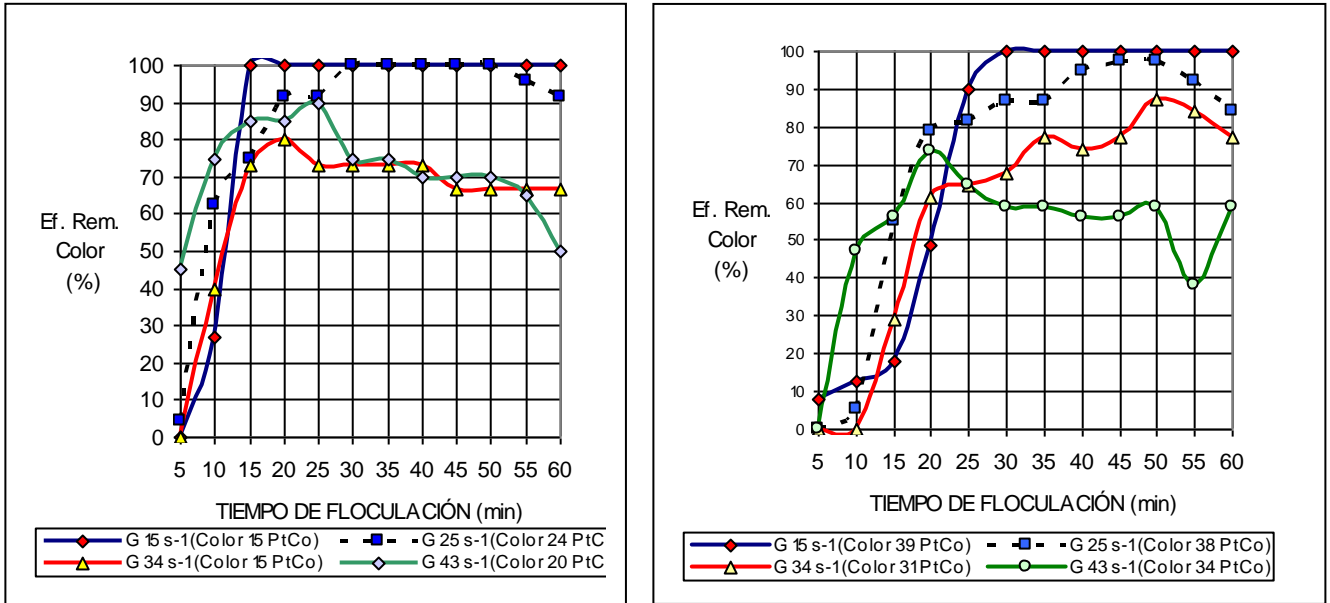 100
90
80
70
60
50
40
30
20
10
0
Ef. Rem.
Color
(%)
5 10 15 20 25 30 35 40 45 50 55 60
TIEMPO DE FLOCULACIÓN (min)
G 15 s-1(Color 15 PtCo) G 25 s-1(Color 24 PtC
G 34 s-1(Color 15 PtCo) G 43 s-1(Color 20 PtC
100
90
80
70
60
50
40
30
20
10
0
Ef. Rem.
Color
(%)
5 10 15 20 25 30 35 40 45 50 55 60
TIEMPO DE FLOCULACIÓN (min)
G 15 s-1(Color 39 PtCo) G 25 s-1(Color 38 PtCo)
G 34 s-1(Color 31PtCo) G 43 s-1(Color 34 PtCo)